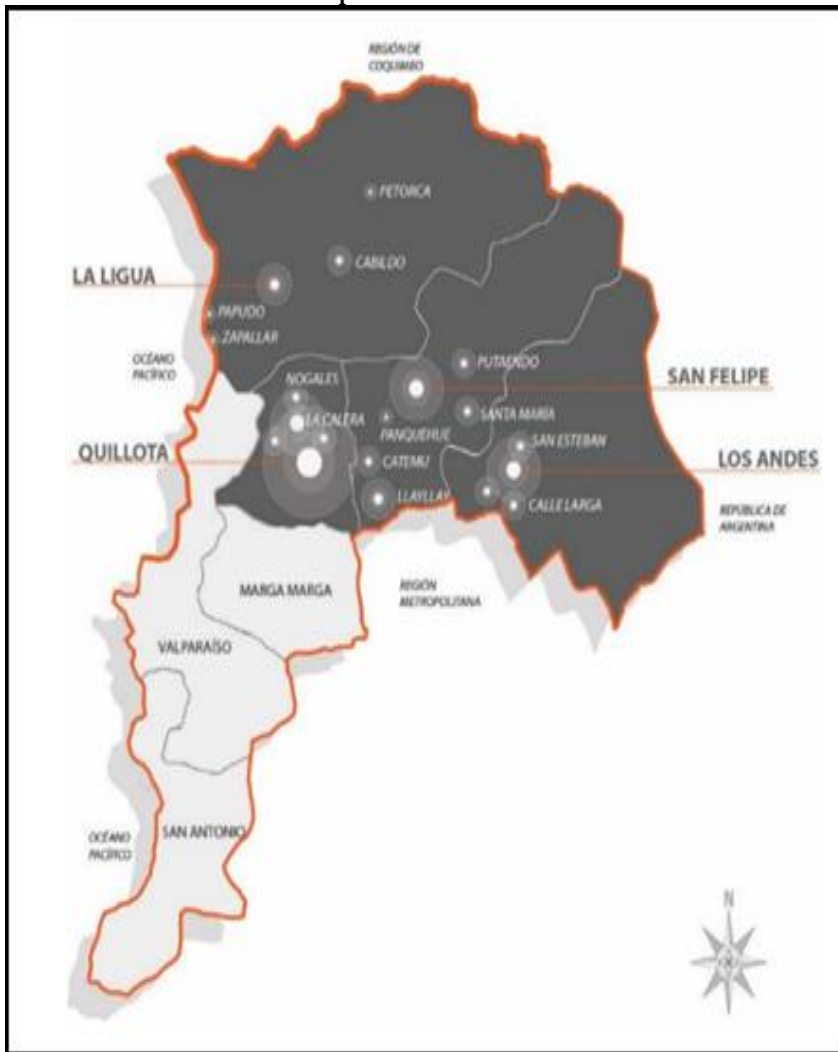 REGIÓN DE
COQUIMBO
PETORCA
CABILDO
LA LIGUA
PAPUDO
ZAPALLAR
OCÉANO
PACÍFICO
NOGALES
PUTAENDO
SAN FELIPE
LA CALERA
SANTA MARÍA
PANQUEHUE
SAN ESTEBAN
QUILLOTA
CATEMU
LOS ANDES
LLAYLLAY
CALLE LARGA
REPÚBLICA DE
ARGENTINA
REGIÓN
METROPOLITANA
MARGA MARGA
VALPARAÍSO
SAN ANTONIO
OCÉANO
PACÍFICO
N